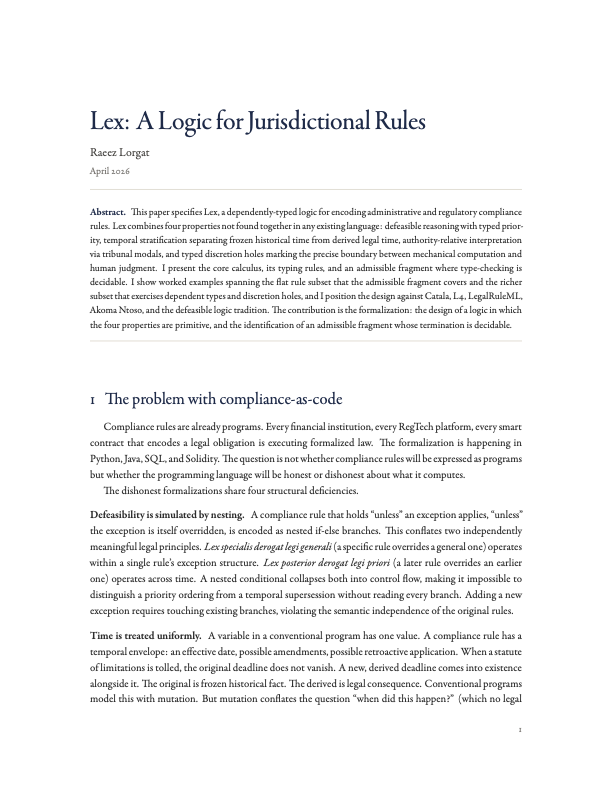 Lex: A Logic for Jurisdictional Rules
Raeez Lorgat
April 2026
Abstract. This paper specifies Lex, a dependently-typed logic for encoding administrative and regulatory compliance
rules. Lex combines four properties not found together in any existing language: defeasible reasoning with typed prior-
ity, temporal stratification separating frozen historical time from derived legal time, authority-relative interpretation
via tribunal modals, and typed discretion holes marking the precise boundary between mechanical computation and
human judgment. I present the core calculus, its typing rules, and an admissible fragment where type-checking is
decidable. I show worked examples spanning the flat rule subset that the admissible fragment covers and the richer
subset that exercises dependent types and discretion holes, and I position the design against Catala, L4, LegalRuleML,
Akoma Ntoso, and the defeasible logic tradition. The contribution is the formalization: the design of a logic in which
the four properties are primitive, and the identification of an admissible fragment whose termination is decidable.
1 The problem with compliance-as-code
Compliance rules are already programs. Every financial institution, every RegTech platform, every smart
contract that encodes a legal obligation is executing formalized law. The formalization is happening in
Python, Java, SQL, and Solidity. The question is not whether compliance rules will be expressed as programs
but whether the programming language will be honest or dishonest about what it computes.
The dishonest formalizations share four structural deficiencies.
Defeasibility is simulated by nesting. A compliance rule that holds “unless” an exception applies, “unless”
the exception is itself overridden, is encoded as nested if-else branches. This conflates two independently
meaningful legal principles. Lex specialis derogat legi generali (a specific rule overrides a general one) operates
within a single rule's exception structure. Lex posterior derogat legi priori (a later rule overrides an earlier
one) operates across time. A nested conditional collapses both into control flow, making it impossible to
distinguish a priority ordering from a temporal supersession without reading every branch. Adding a new
exception requires touching existing branches, violating the semantic independence of the original rules.
Time is treated uniformly. A variable in a conventional program has one value. A compliance rule has a
temporal envelope: an effective date, possible amendments, possible retroactive application. When a statute
of limitations is tolled, the original deadline does not vanish. A new, derived deadline comes into existence
alongside it. The original is frozen historical fact. The derived is legal consequence. Conventional programs
model this with mutation. But mutation conflates the question “when did this happen?” (which no legal
1